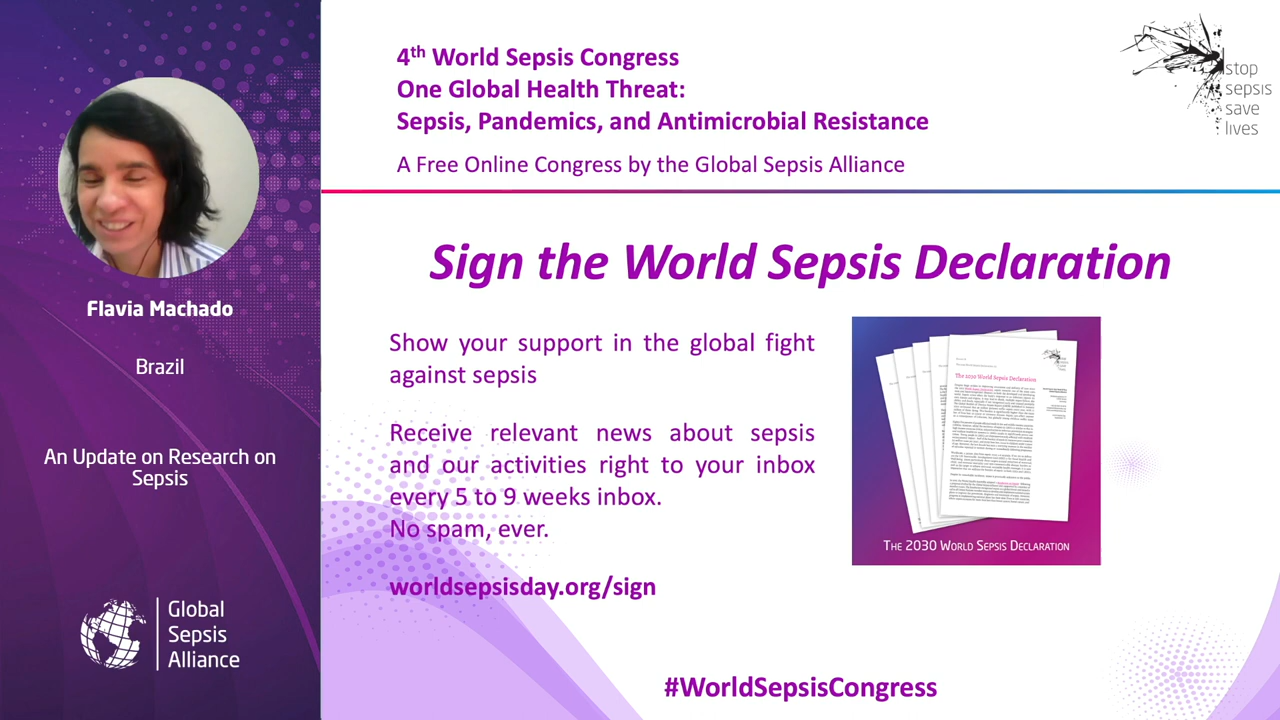 4th World Sepsis Congress
One Global Health Threat:
Sepsis, Pandemics, and Antimicrobial Resistance
A Free Online Congress by the Global Sepsis Alliance
stop
sepsis
save
lives
Flavia Machado
Brazil
An Update on Research on
Sepsis
Global
Sepsis
Alliance
Sign the World Sepsis Declaration
Show your support in the global fight
against sepsis
Receive relevant news about sepsis
and our activities right to your inbox
every 5 to 9 weeks inbox.
No spam, ever.
worldsepsisday.org/sign
The 2030 World Sepsis Declaration
THE 2030 WORLD SEPSIS DECLARATION
#WorldSepsisCongress